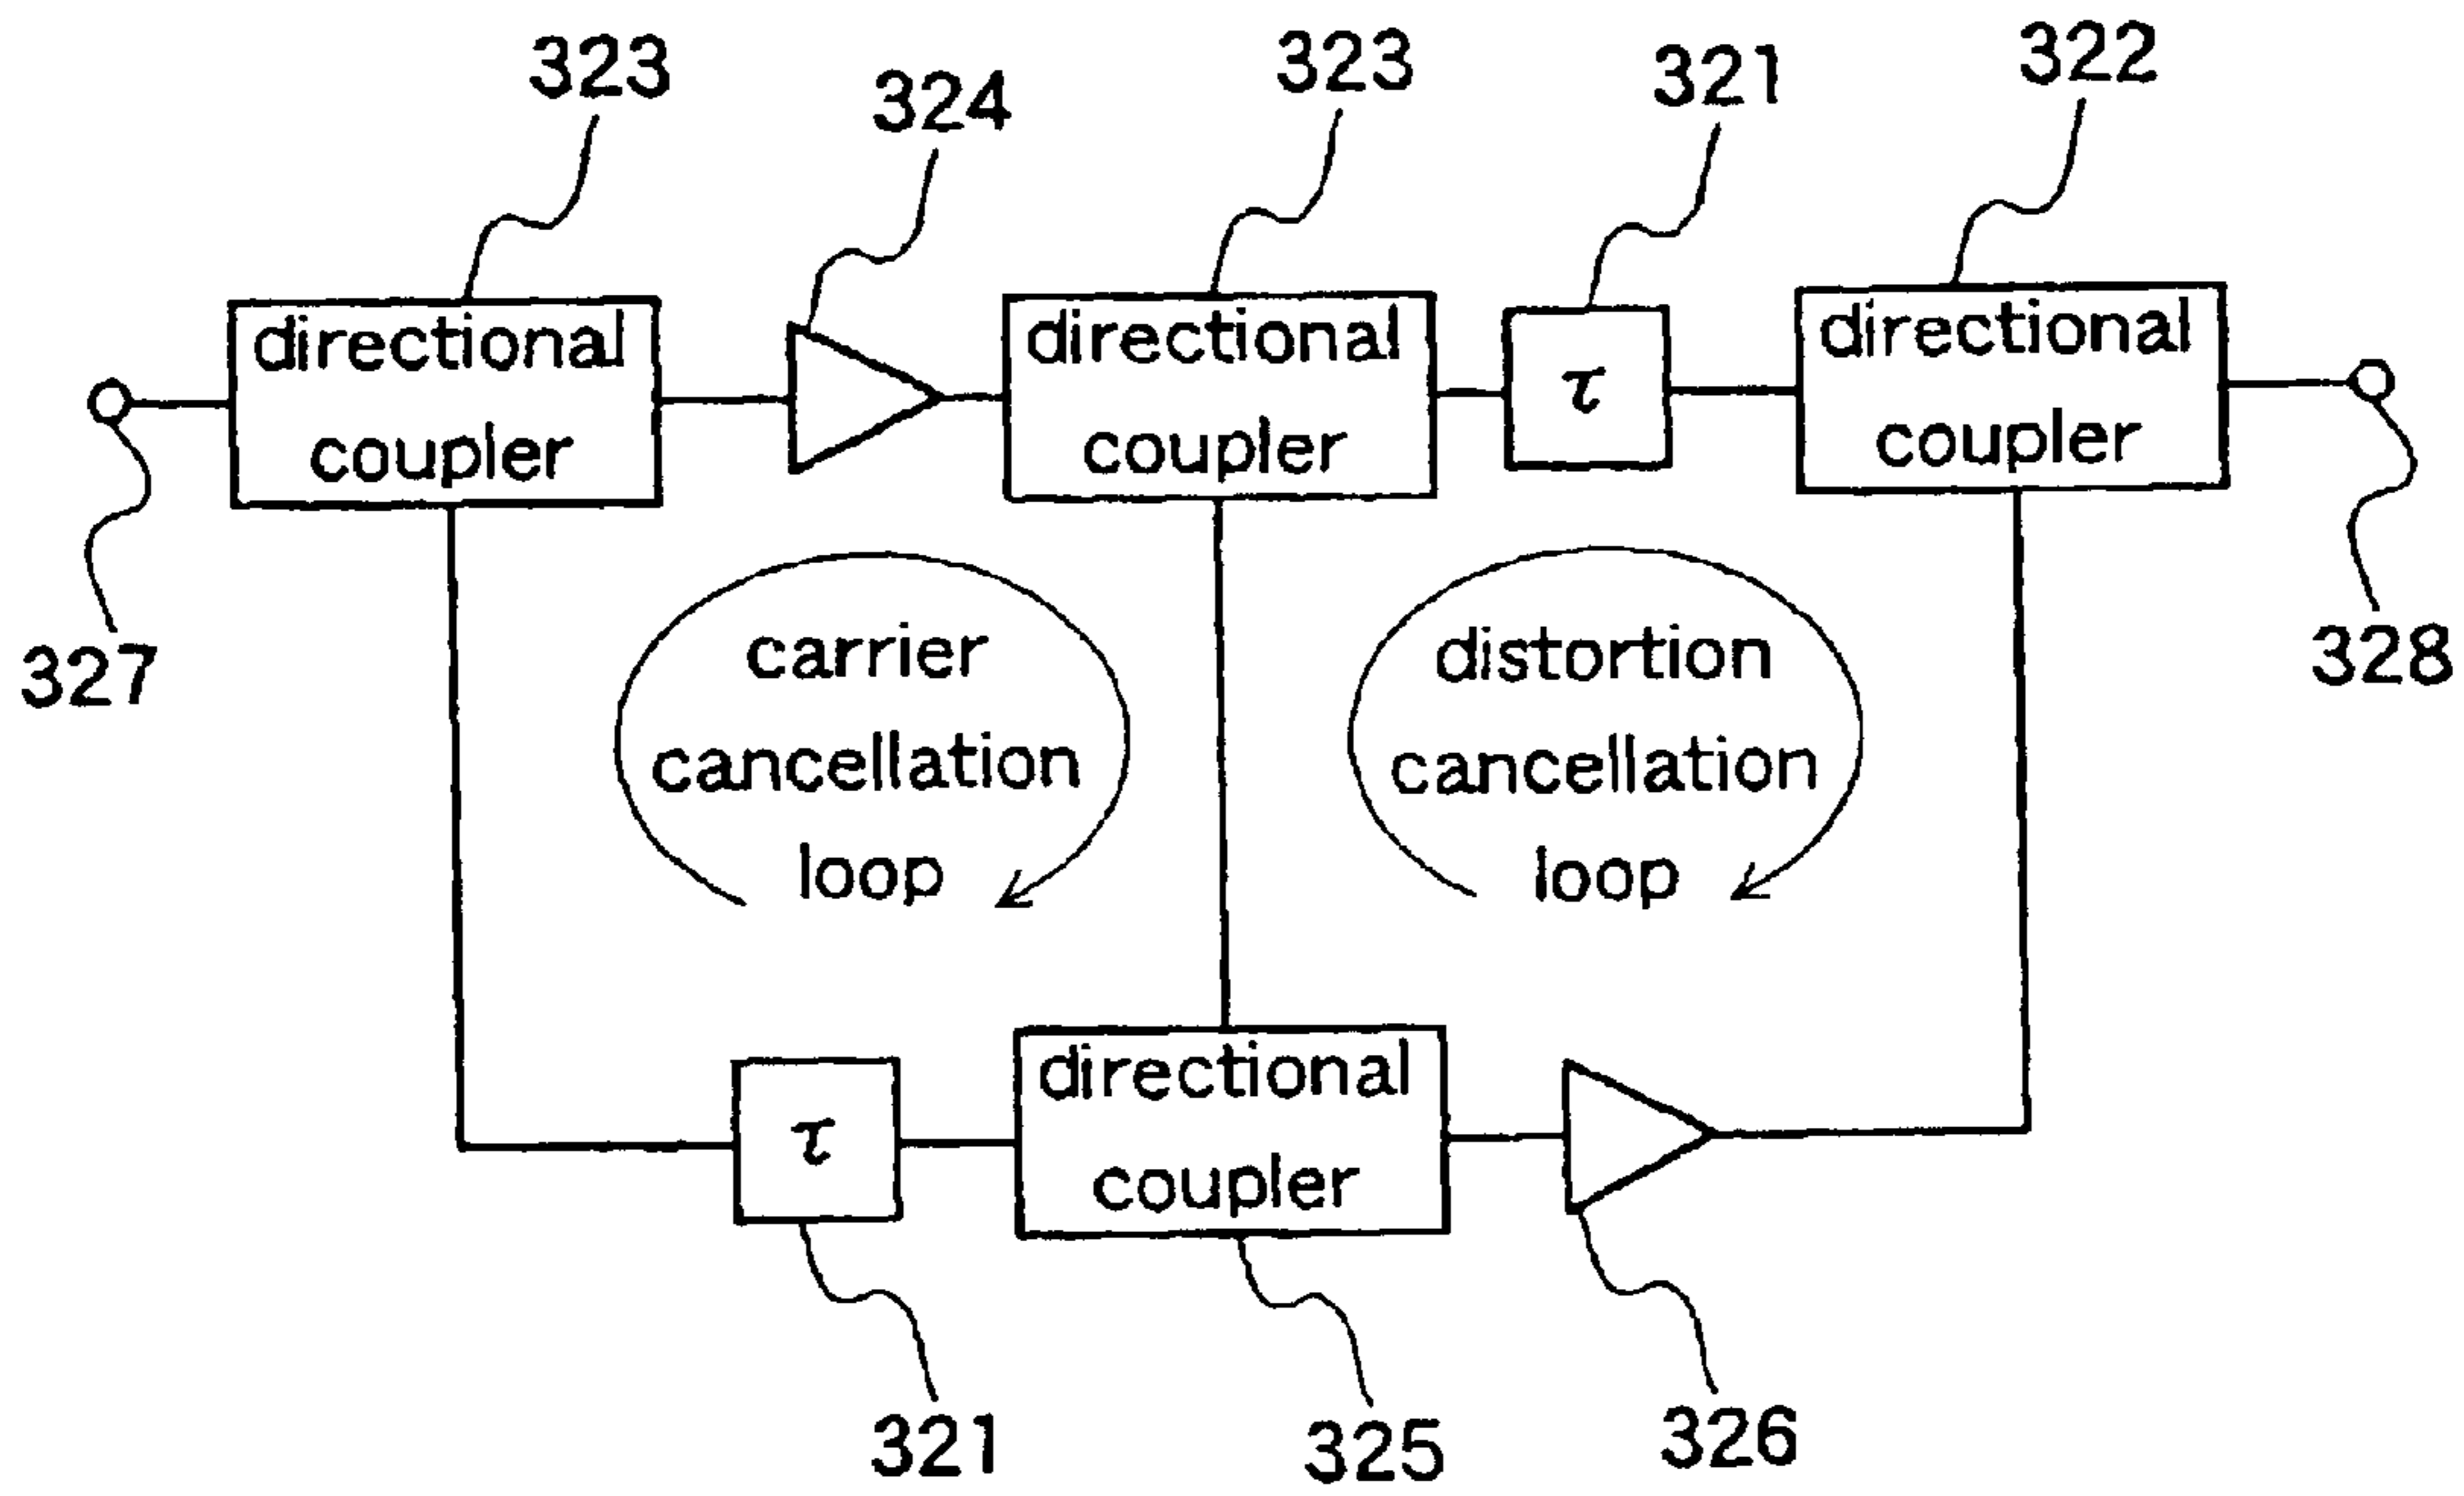 323
324
323
321
322
directional
coupler
directional
coupler
τ
directional
coupler
327
carrier
cancellation
loop
distortion
cancellation
loop
328
τ
directional
coupler
321
325
326